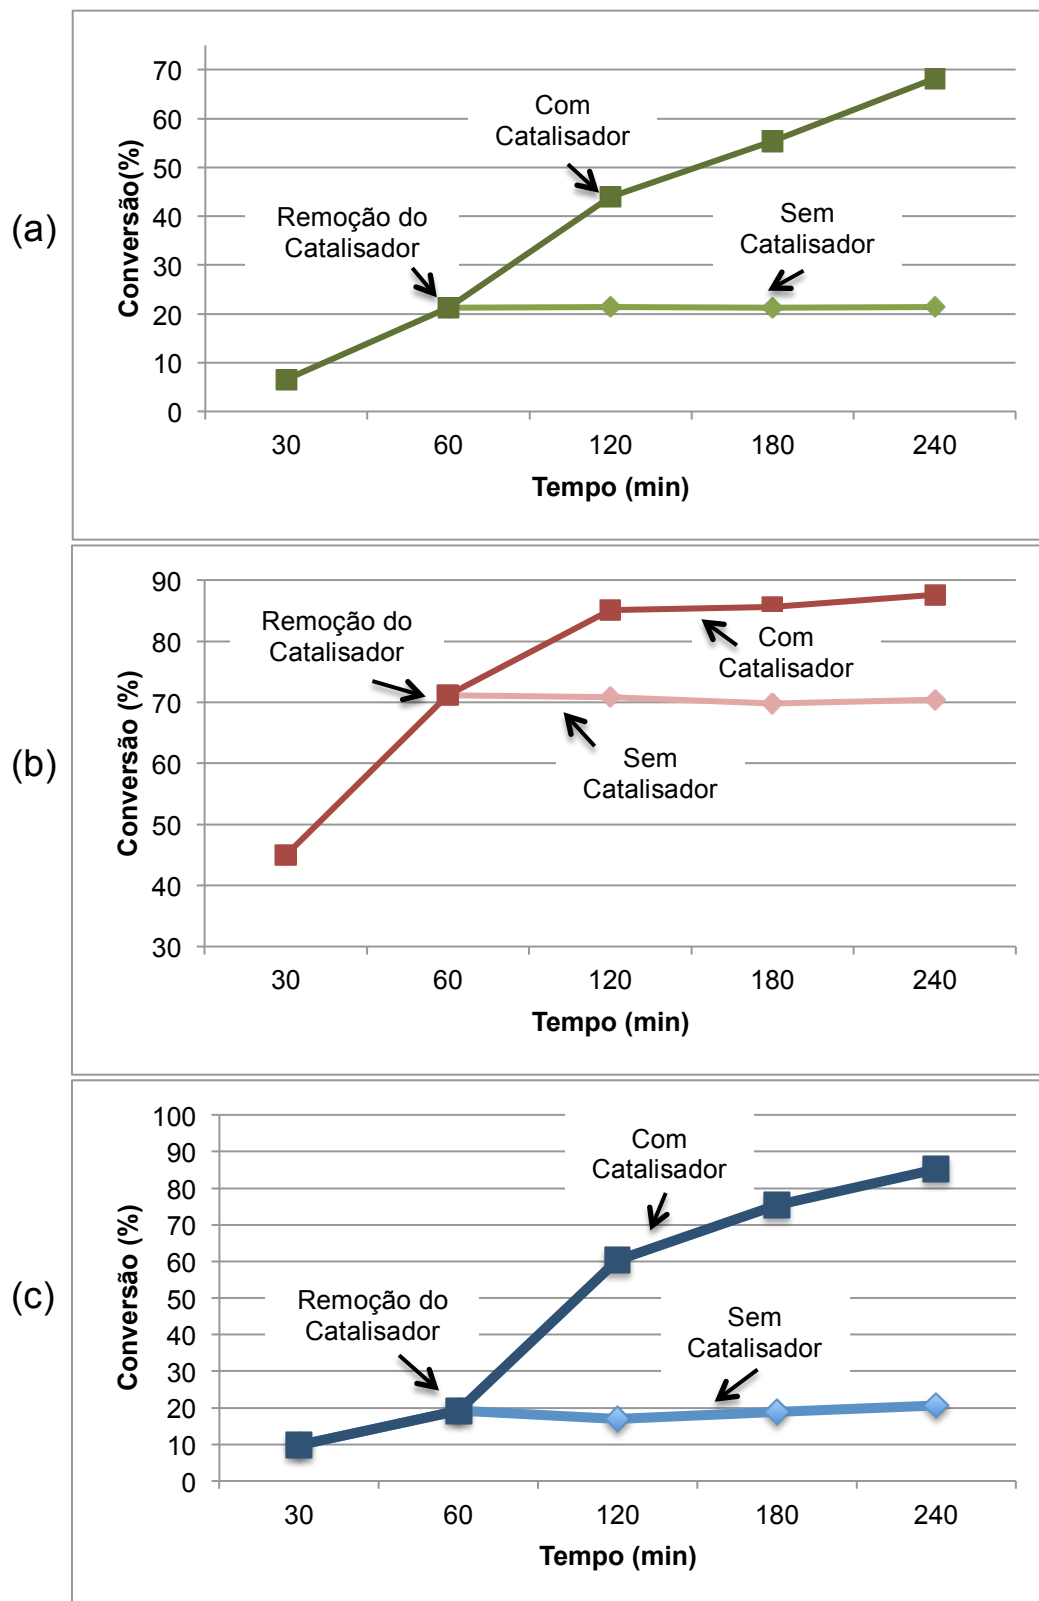 (a)
Conversão(%)
70
60
50
40
30
20
10
0
Com
Catalisador
Remoção do
Catalisador
Sem
Catalisador
30 60 120 180 240
Tempo (min)
(b)
Conversão (%)
90
80
70
60
50
40
30
Remoção do
Catalisador
Com
Catalisador
Sem
Catalisador
30 60 120 180 240
Tempo (min)
(c)
Conversão (%)
100
90
80
70
60
50
40
30
20
10
0
Com
Catalisador
Remoção do
Catalisador
Sem
Catalisador
30 60 120 180 240
Tempo (min)